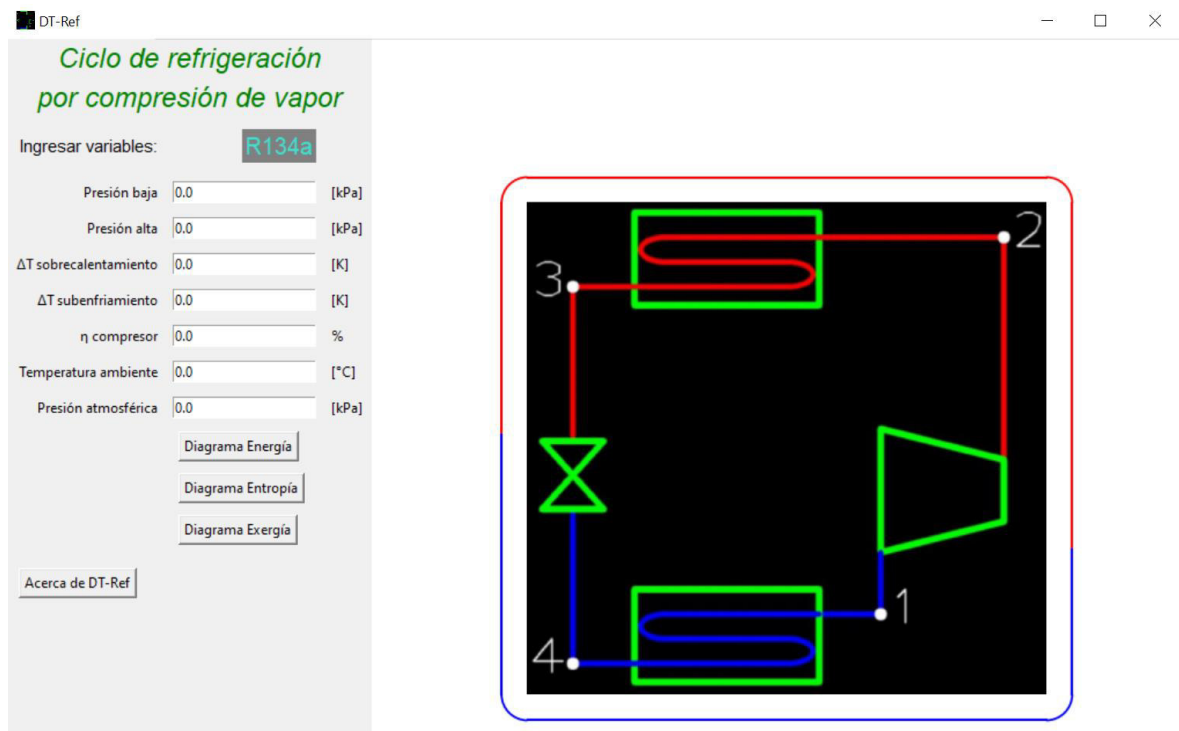 DT-Ref
Ciclo de refrigeración
por compresión de vapor
Ingresar variables: R134a
Presión baja 0.0 [kPa]
Presión alta 0.0 [kPa]
ΔT sobrecalentamiento 0.0 [K]
ΔT subenfriamiento 0.0 [K]
η compresor 0.0 %
Temperatura ambiente 0.0 [°C]
Presión atmosférica 0.0 [kPa]
Diagrama Energía
Diagrama Entropía
Diagrama Exergía
Acerca de DT-Ref
2
3
1
4